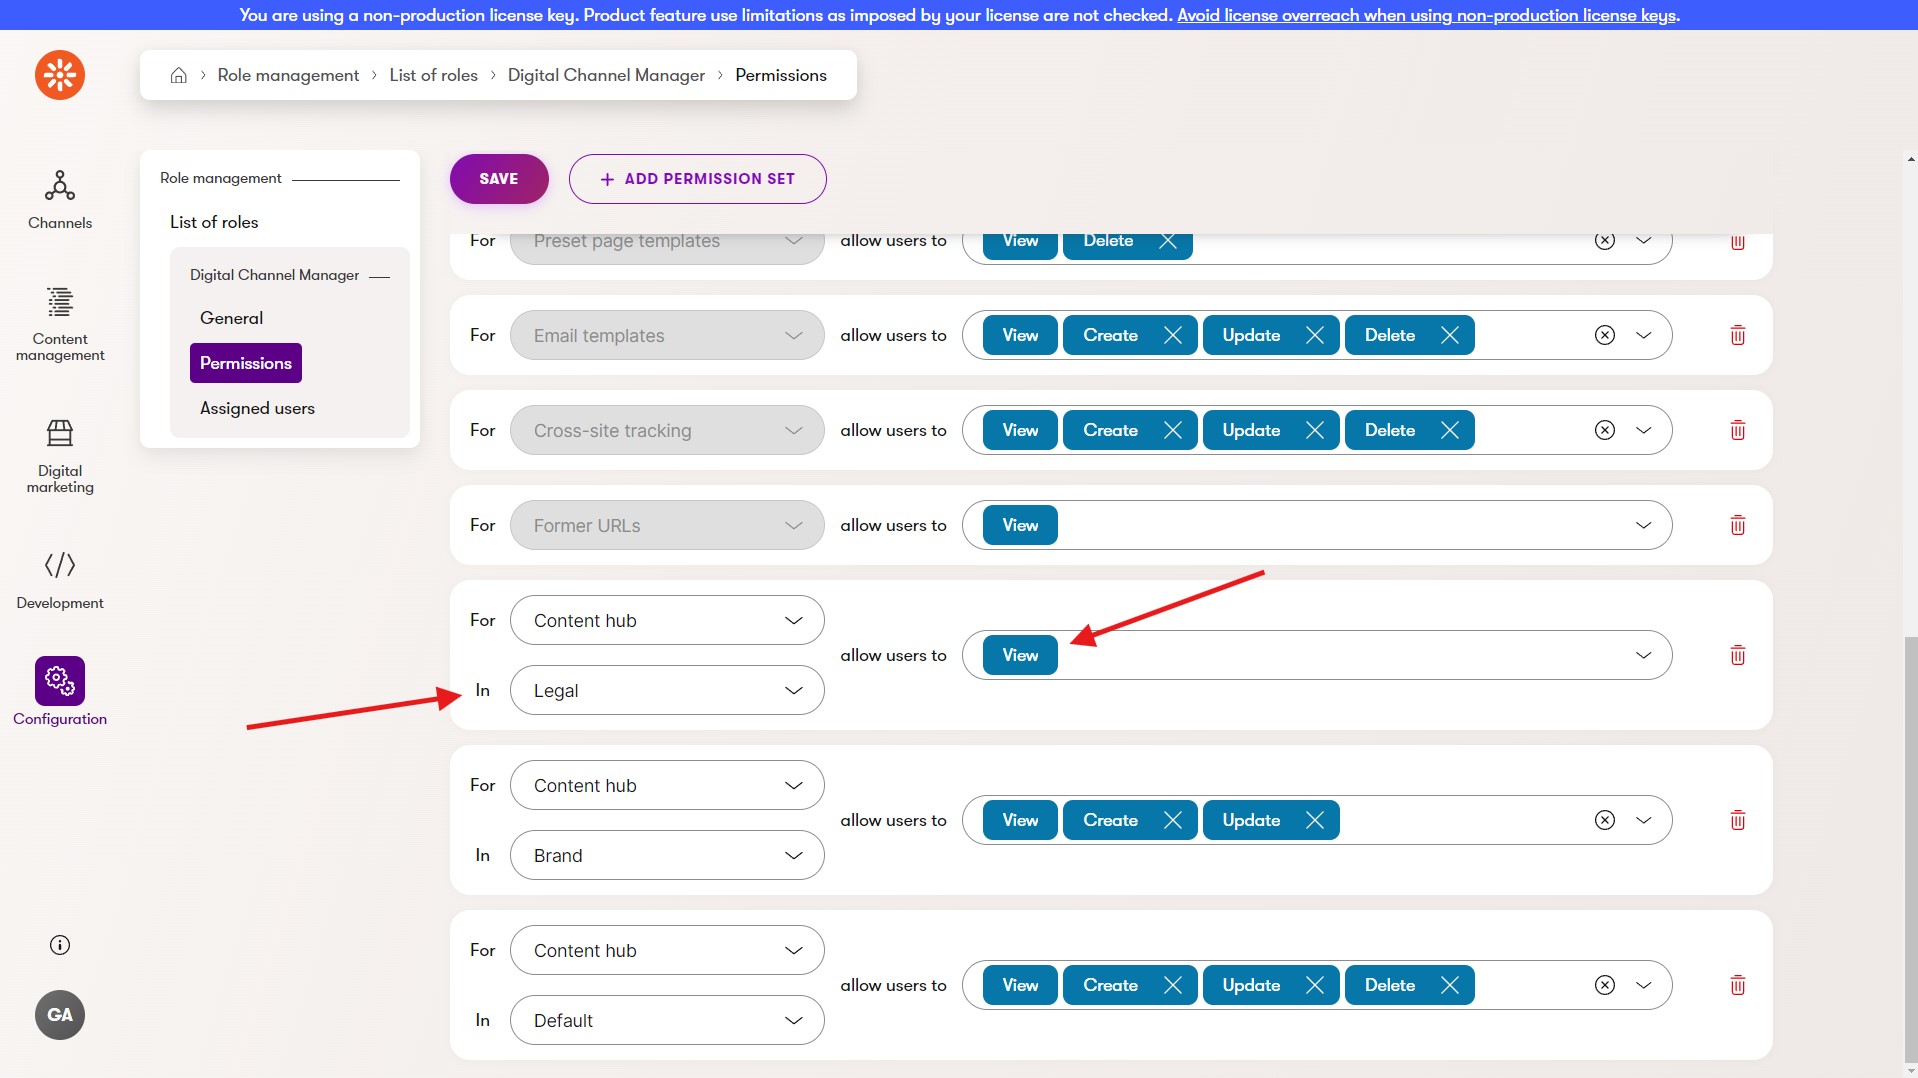 You are using a non-production license key. Product feature use limitations as imposed by your license are not checked. Avoid license overreach when using non-production license keys.
Role management List of roles Digital Channel Manager Permissions
Channels
Content
management
Digital
marketing
Development
Configuration
GA
Role management
List of roles
Digital Channel Manager
General
Permissions
Assigned users
SAVE
ADD PERMISSION SET
For Preset page templates allow users to View Delete
For Email templates allow users to View Create Update Delete
For Cross-site tracking allow users to View Create Update Delete
For Former URLs allow users to View
For Content hub
allow users to View
In Legal
For Content hub
allow users to View Create Update
In Brand
For Content hub
allow users to View Create Update Delete
In Default